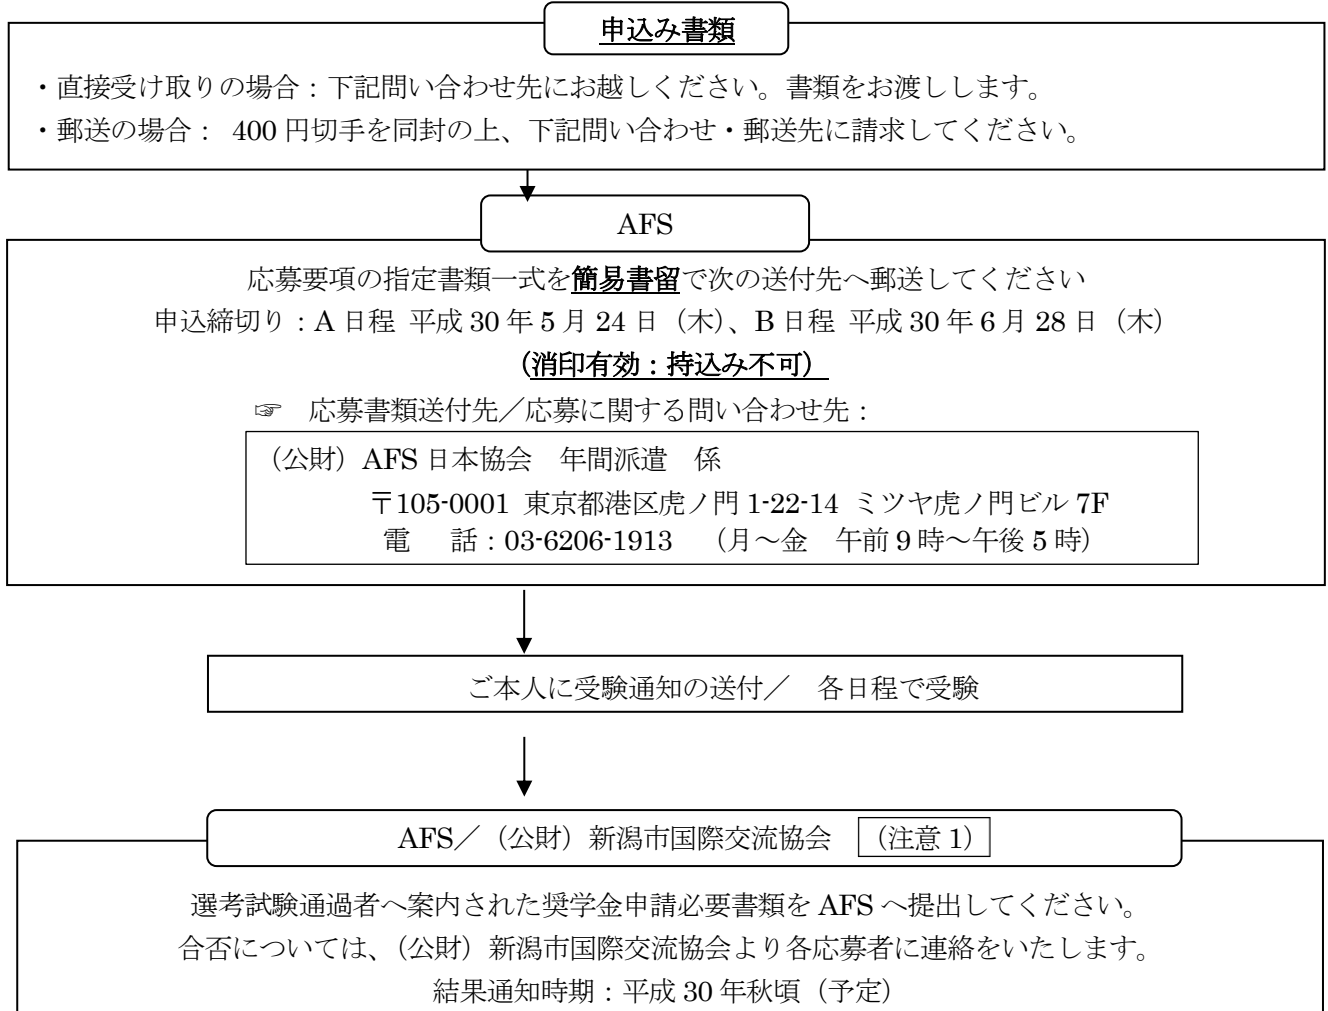 申込み書類
・直接受け取りの場合：下記問い合わせ先にお越しください。書類をお渡しします。
・郵送の場合： 400 円切手を同封の上、下記問い合わせ・郵送先に請求してください。
AFS
応募要項の指定書類一式を簡易書留で次の送付先へ郵送してください
申込締切り：A 日程 平成 30 年 5 月 24 日（木）、B 日程 平成 30 年 6 月 28 日（木）
（消印有効：持込み不可）
☞ 応募書類送付先／応募に関する問い合わせ先：
（公財）AFS 日本協会　年間派遣　係
〒105-0001 東京都港区虎ノ門 1-22-14 ミツヤ虎ノ門ビル 7F
電　話：03-6206-1913 （月～金　午前 9 時～午後 5 時）
ご本人に受験通知の送付／　各日程で受験
AFS／（公財）新潟市国際交流協会 （注意 1）
選考試験通過者へ案内された奨学金申請必要書類を AFS へ提出してください。
合否については、（公財）新潟市国際交流協会より各応募者に連絡をいたします。
結果通知時期：平成 30 年秋頃（予定）